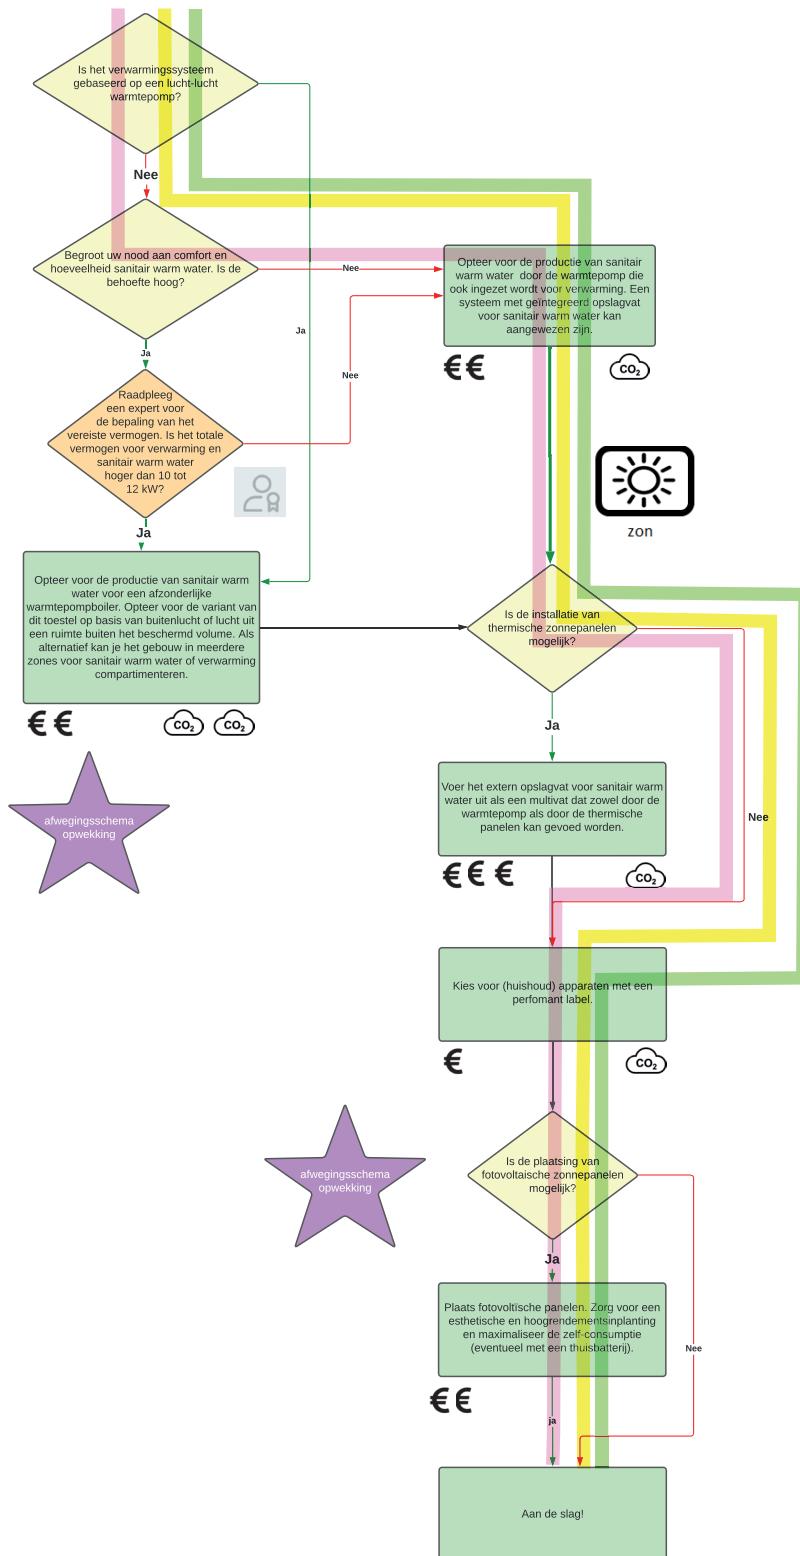 Is het verwarmingssysteem
gebaseerd op een lucht-lucht
warmtepomp?
Nee
Begroot uw nood aan comfort en
hoeveelheid sanitair warm water. Is de
behoefte hoog?
Nee
Opteer voor de productie van sanitair
warm water door de warmtepomp die
ook ingezet wordt voor verwarming. Een
systeem met geïntegreerd opslagvat
voor sanitair warm water kan
aangewezen zijn.
Ja
Ja
€ €
CO2
Nee
Raadpleeg
een expert voor
de bepaling van het
vereiste vermogen. Is het totale
vermogen voor verwarming en
sanitair warm water
hoger dan 10 tot
12 kW?
zon
Ja
Opteer voor de productie van sanitair warm
water voor een afzonderlijke
warmtepompboiler. Opteer voor de variant van
dit toestel op basis van buitenlucht of lucht uit
een ruimte buiten het beschermd volume. Als
alternatief kan je het gebouw in meerdere
zones voor sanitair warm water of verwarming
compartimenteren.
Is de installatie van
thermische zonnepanelen
mogelijk?
€ €
CO2
CO2
Ja
Voer het extern opslagvat voor sanitair warm
water uit als een multivat dat zowel door de
warmtepomp als door de thermische
panelen kan gevoed worden.
Nee
afwegingsschema
opwekking
€ € €
CO2
Kies voor (huishoud) apparaten met een
perfomant label.
€
CO2
Is de plaatsing van
fotovoltaische zonnepanelen
mogelijk?
afwegingsschema
opwekking
Ja
Plaats fotovoltïsche panelen. Zorg voor een
esthetische en hoogrendementsinplanting
en maximaliseer de zelf-consumptie
(eventueel met een thuisbatterij).
Nee
€ €
ja
Aan de slag!